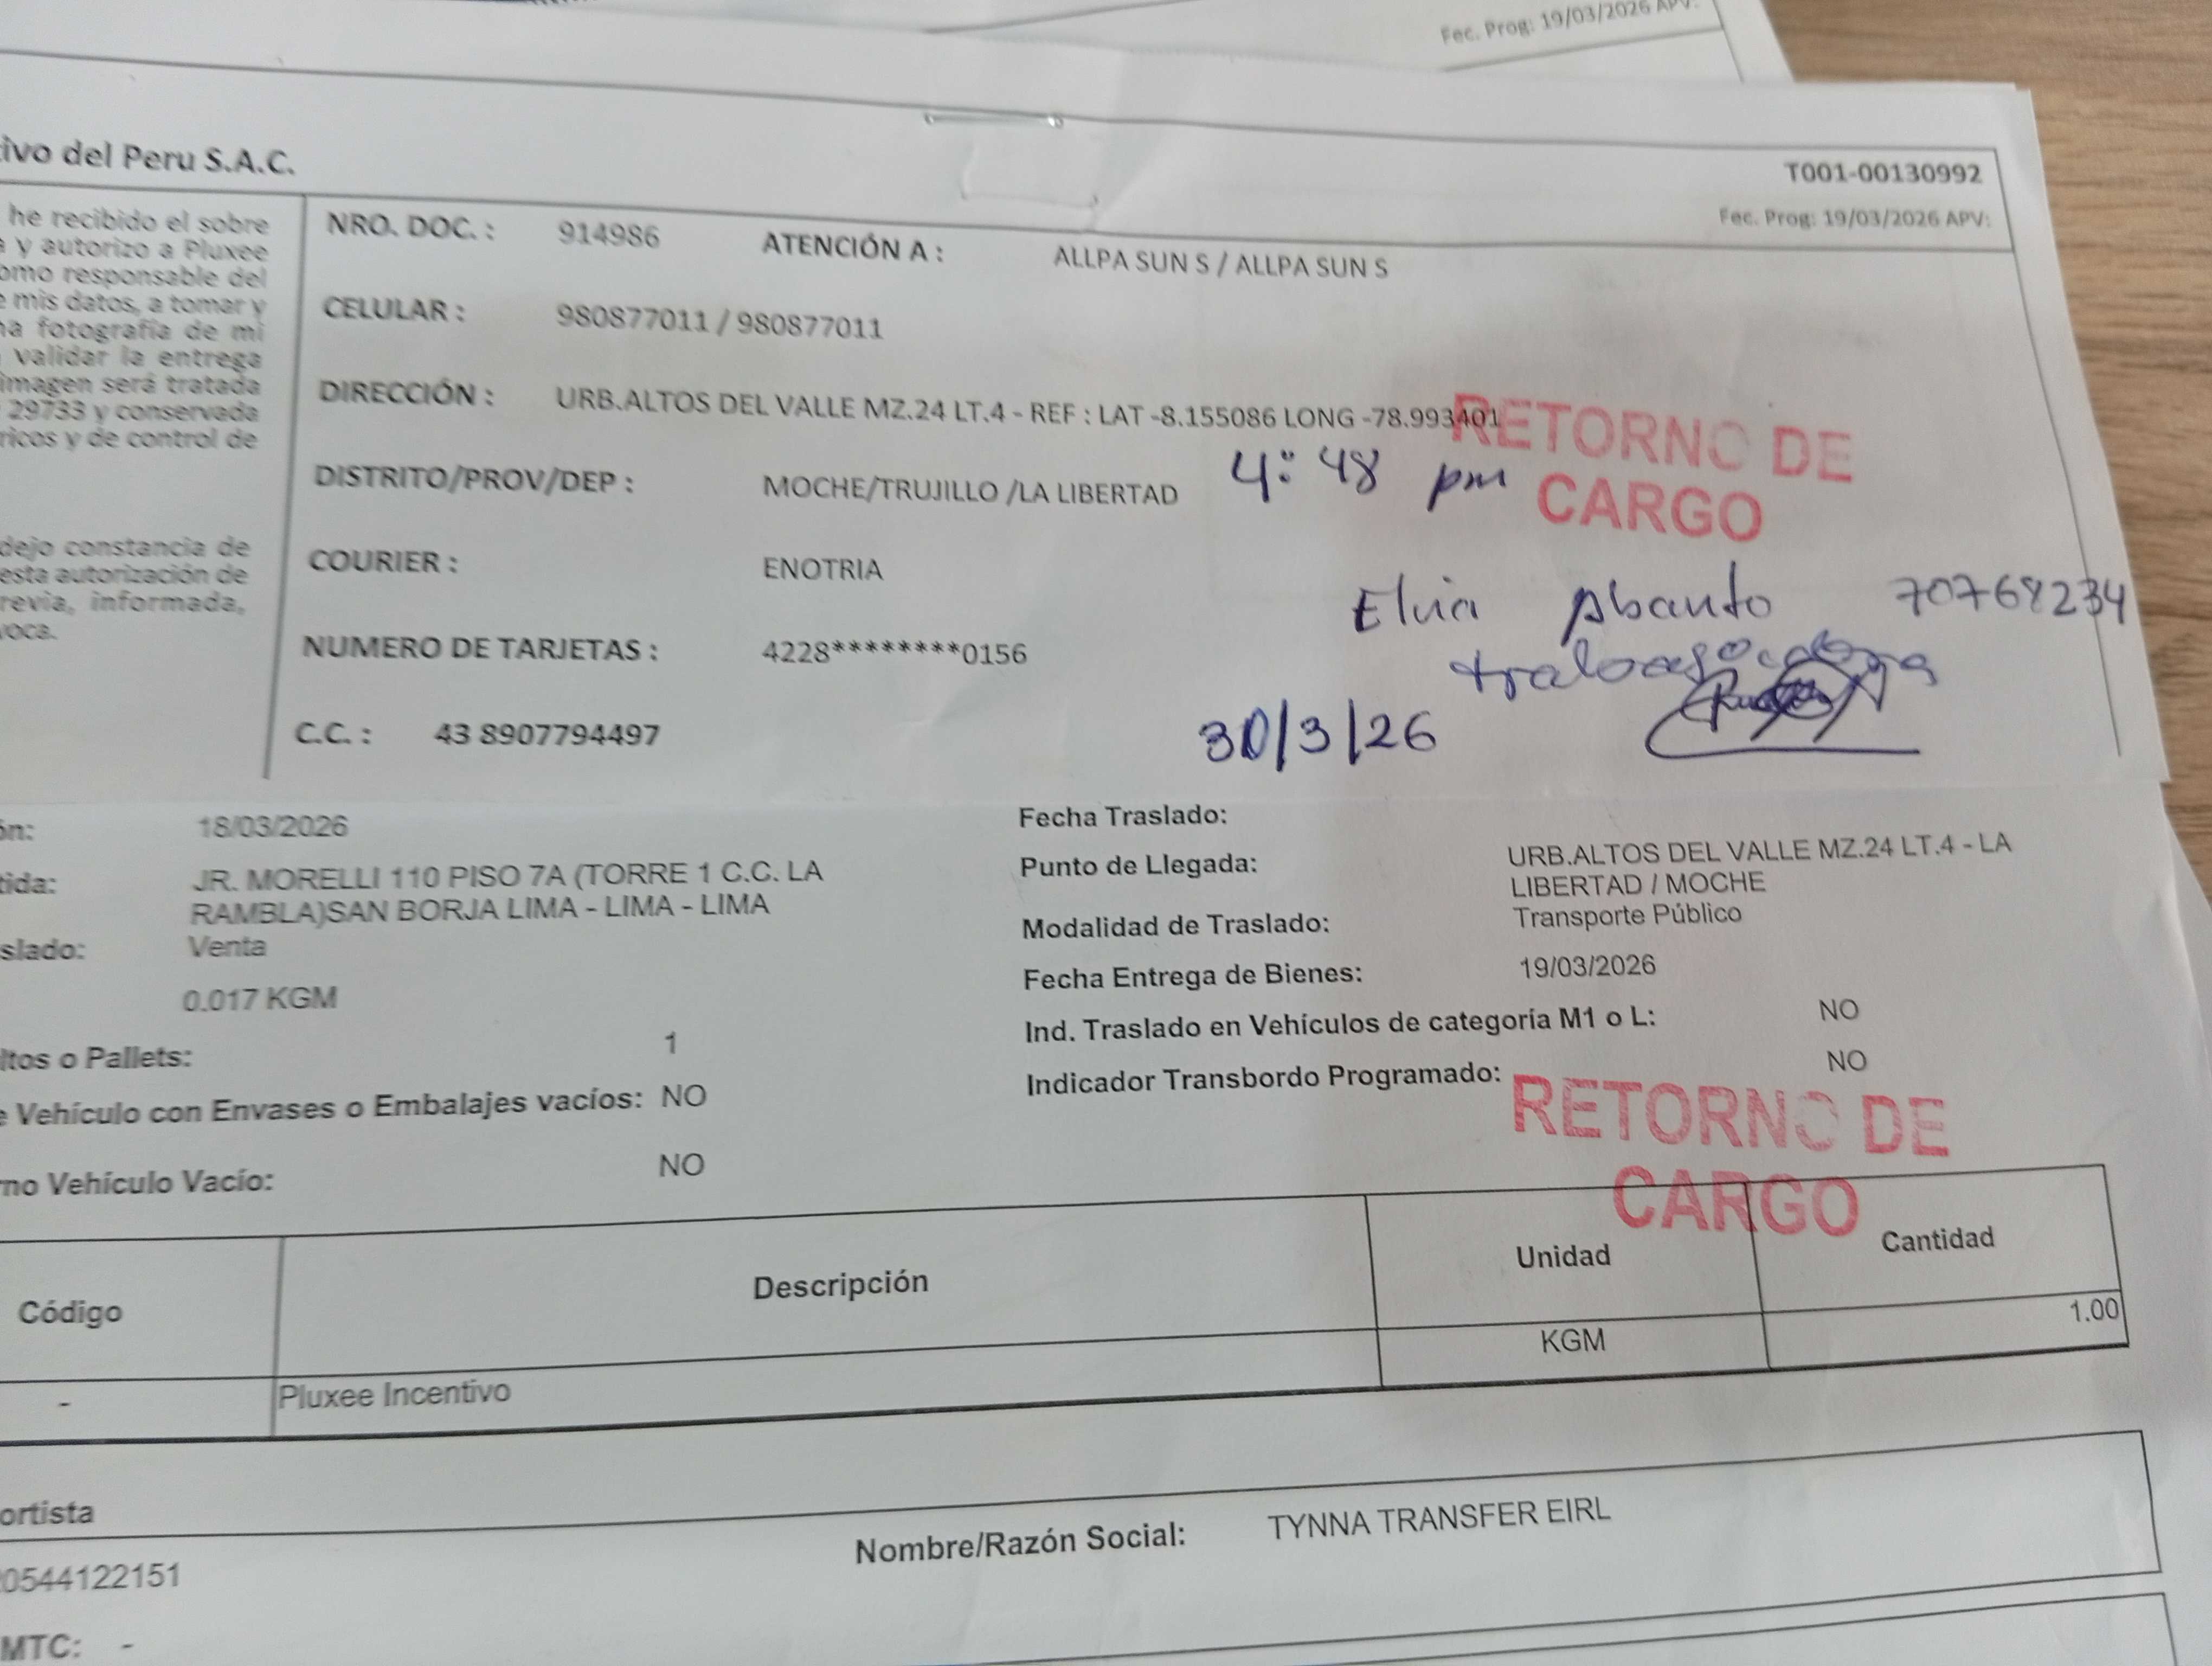 Fec. Prog: 19/03/2026 APV:
ivo del Peru S.A.C.
T001-00130992
Fec. Prog: 19/03/2026 APV:
he recibido el sobre
a y autorizo a Pluxee
omo responsable del
e mis datos, a tomar y
na fotografía de mi
validar la entrega
imagen será tratada
29733 y conservada
ricos y de control de
dejo constancia de
esta autorización de
revia, informada,
voca.
NRO. DOC. : 914986 ATENCIÓN A : ALLPA SUN S / ALLPA SUN S
CELULAR : 980877011 / 980877011
DIRECCIÓN : URB.ALTOS DEL VALLE MZ.24 LT.4 - REF : LAT -8.155086 LONG -78.993401
RETORNO DE
CARGO
DISTRITO/PROV/DEP : MOCHE/TRUJILLO /LA LIBERTAD 4:48 pm
COURIER : ENOTRIA
Elvia Abanto 70768234
NUMERO DE TARJETAS : 4228********0156
C.C. : 43 8907794497
30/3/26
ón: 18/03/2026
tida: JR. MORELLI 110 PISO 7A (TORRE 1 C.C. LA
RAMBLA)SAN BORJA LIMA - LIMA - LIMA
slado: Venta
0.017 KGM
ltos o Pallets: 1
e Vehículo con Envases o Embalajes vacíos: NO
rno Vehículo Vacío: NO
Fecha Traslado:
Punto de Llegada: URB.ALTOS DEL VALLE MZ.24 LT.4 - LA
LIBERTAD / MOCHE
Modalidad de Traslado: Transporte Público
Fecha Entrega de Bienes: 19/03/2026
Ind. Traslado en Vehículos de categoría M1 o L: NO
Indicador Transbordo Programado: NO
RETORNO DE
CARGO
Código Descripción Unidad Cantidad
- Pluxee Incentivo KGM 1.00
ortista
0544122151 Nombre/Razón Social: TYNNA TRANSFER EIRL
MTC: -